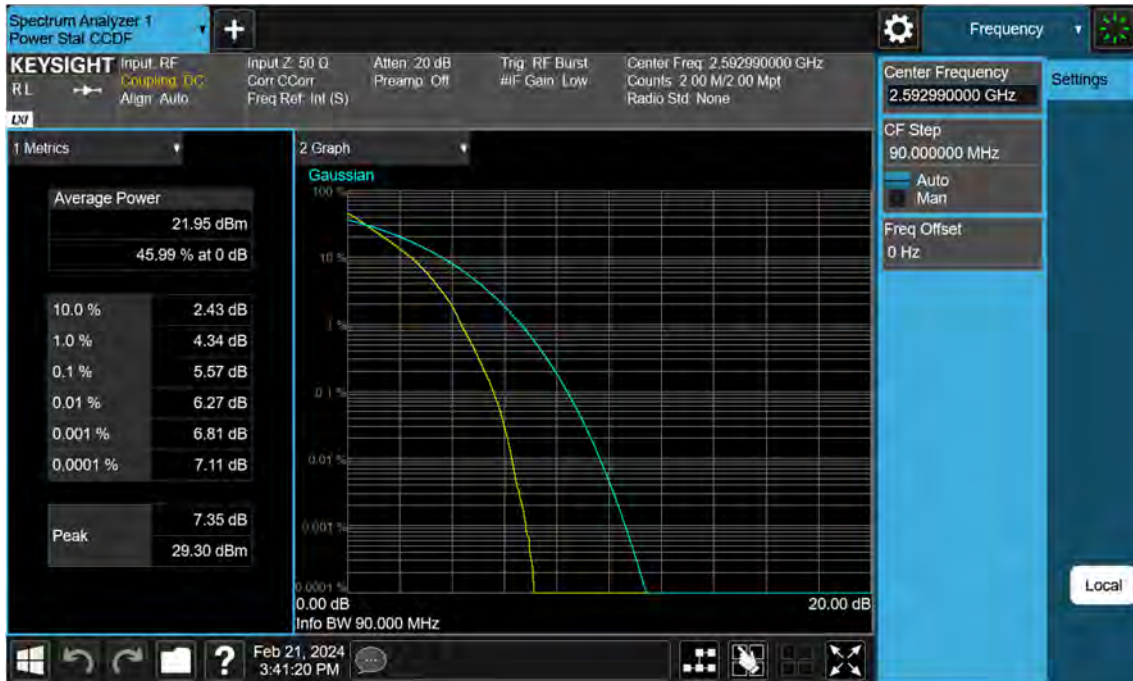 Spectrum Analyzer 1
Power Stat CCDF
Frequency
KEYSIGHT
RL
LXI
Input: RF
Coupling: DC
Align: Auto
Input Z: 50 Ω
Corr CCorr
Freq Ref: Int (S)
Atten: 20 dB
Preamp: Off
Trig: RF Burst
#IF Gain: Low
Center Freq: 2.592990000 GHz
Counts: 2.00 M/2.00 Mpt
Radio Std: None
Center Frequency
2.592990000 GHz
Settings
CF Step
90.000000 MHz
Auto
Man
Freq Offset
0 Hz
1 Metrics
Average Power
21.95 dBm
45.99 % at 0 dB
10.0 % 2.43 dB
1.0 % 4.34 dB
0.1 % 5.57 dB
0.01 % 6.27 dB
0.001 % 6.81 dB
0.0001 % 7.11 dB
Peak
7.35 dB
29.30 dBm
2 Graph
Gaussian
100 %
10 %
1 %
0.1 %
0.01 %
0.001 %
0.0001 %
0.00 dB 20.00 dB
Info BW 90.000 MHz
Local
?
Feb 21, 2024
3:41:20 PM